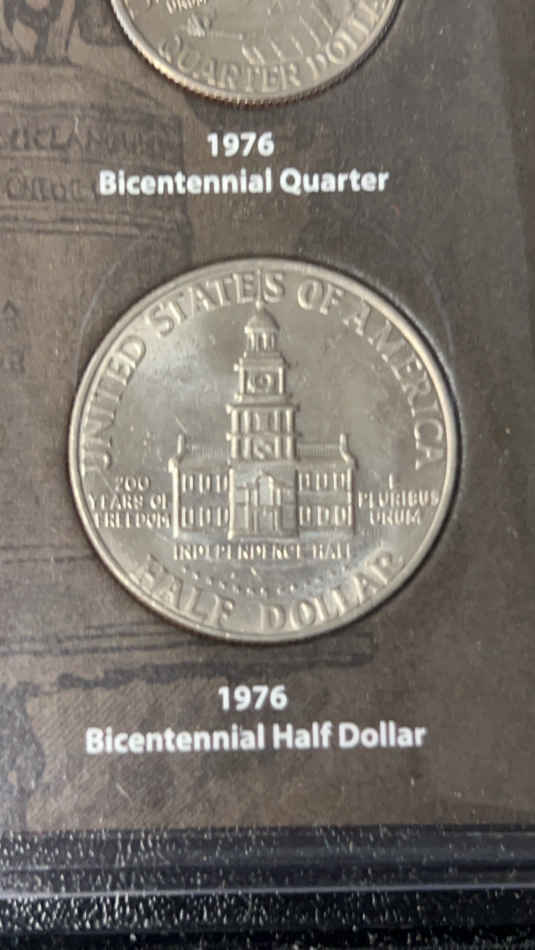 UNUM
QUARTER DOLLAR
1976
Bicentennial Quarter
UNITED STATES OF AMERICA
200
YEARS OF
FREEDOM
E
PLURIBUS
UNUM
INDEPENDENCE HALL
HALF DOLLAR
1976
Bicentennial Half Dollar